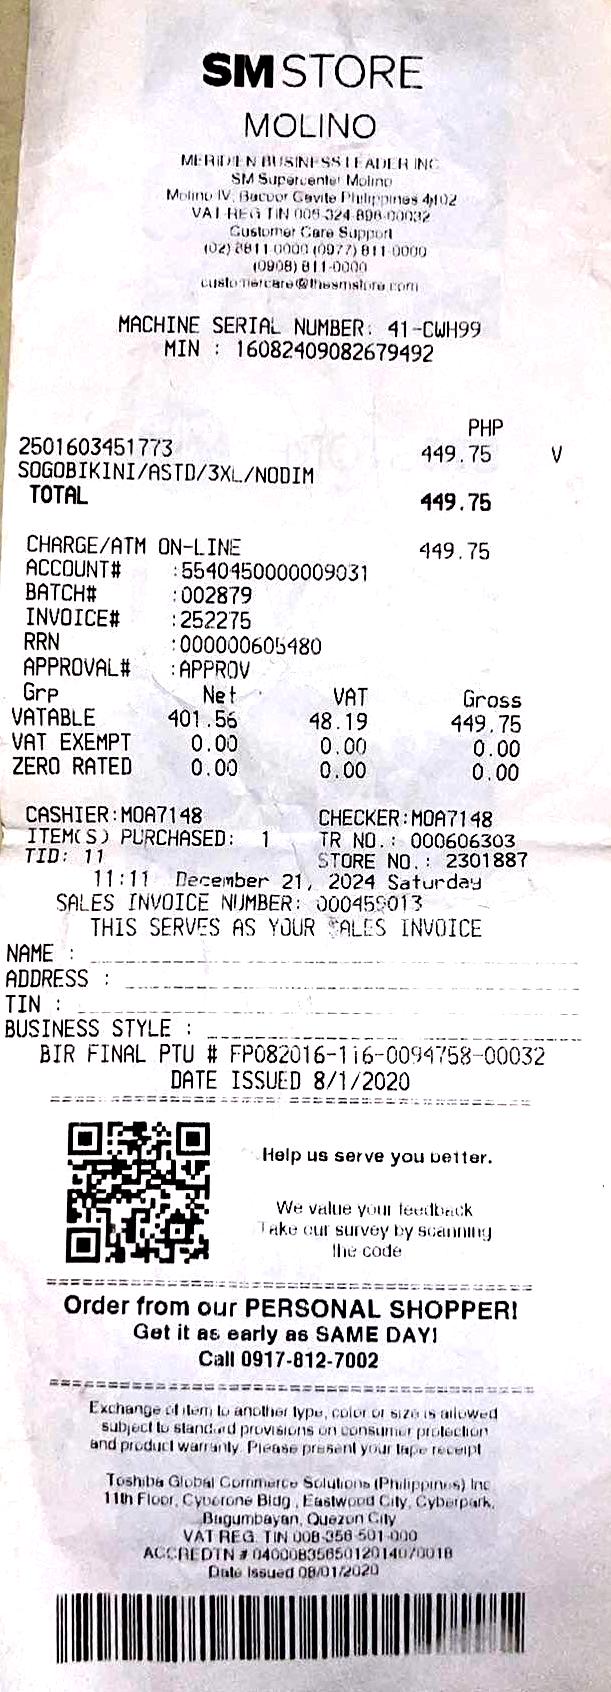 SM STORE
MOLINO
MERIDIEN BUSINESS LEADER INC
SM Supercenter Molino
Molino IV, Bacoor Cavite Philippines 4102
VAT REG TIN 009-324-896-00032
Customer Care Support
(02) 8811 0000 (0977) 811-0000
(0908) 811-0000
customercare@thesmstore.com
MACHINE SERIAL NUMBER: 41-CWH99
MIN : 16082409082679492
PHP
2501603451773 449.75 V
SOGOBIKINI/ASTD/3XL/NODIM
TOTAL 449.75
CHARGE/ATM ON-LINE 449.75
ACCOUNT# :5540450000009031
BATCH# :002879
INVOICE# :252275
RRN :000000605480
APPROVAL# :APPROV
Grp Net VAT Gross
VATABLE 401.56 48.19 449.75
VAT EXEMPT 0.00 0.00 0.00
ZERO RATED 0.00 0.00 0.00
CASHIER:MOA7148 CHECKER:MOA7148
ITEM(S) PURCHASED: 1 TR NO.: 000606303
TID: 11 STORE NO.: 2301887
11:11 December 21, 2024 Saturday
SALES INVOICE NUMBER:
THIS SERVES AS YOUR SALES INVOICE
NAME :
ADDRESS :
TIN :
BUSINESS STYLE :
BIR FINAL PTU # FP082016-116-0094758-00032
DATE ISSUED 8/1/2020
Help us serve you better.
We value your feedback
Take our survey by scanning
the code
Order from our PERSONAL SHOPPER!
Get it as early as SAME DAY!
Call 0917-812-7002
Exchange of item to another type, color or size is allowed
subject to standard provisions on consumer protection
and product warranty. Please present your tape receipt
Toshiba Global Commerce Solutions (Philippines) Inc
11th Floor, Cyberone Bldg., Eastwood City, Cyberpark,
Bagumbayan, Quezon City
VAT REG. TIN 008-356-501-000
ACCREDTN #
Date Issued 08/01/2020